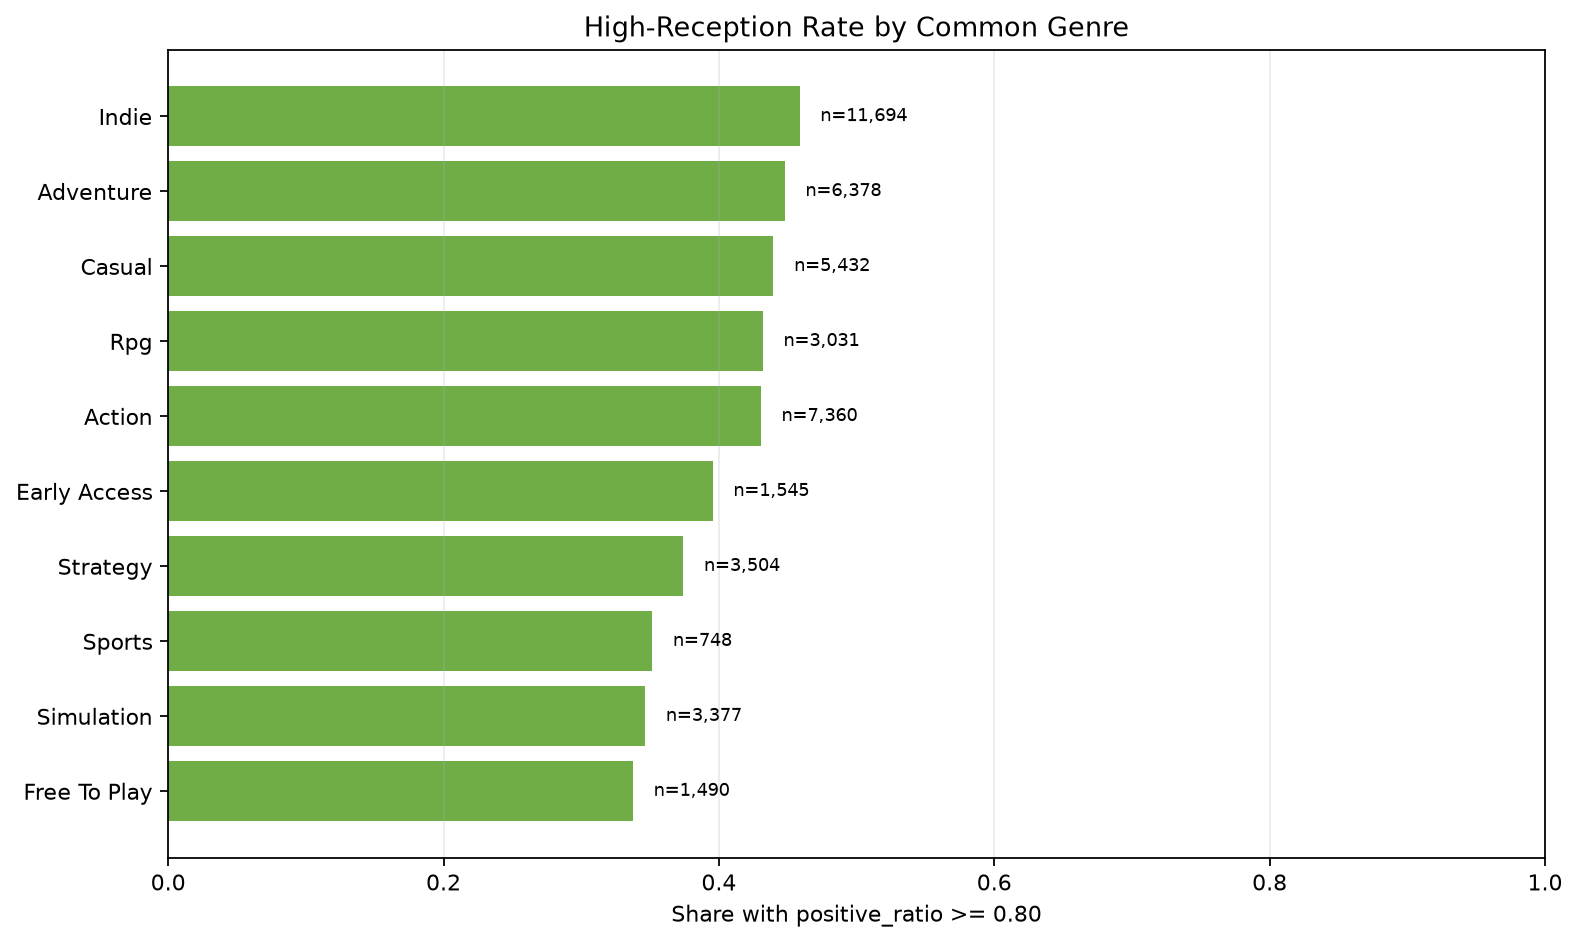 High-Reception Rate by Common Genre
Indie n=11,694
Adventure n=6,378
Casual n=5,432
Rpg n=3,031
Action n=7,360
Early Access n=1,545
Strategy n=3,504
Sports n=748
Simulation n=3,377
Free To Play n=1,490
0.0 0.2 0.4 0.6 0.8 1.0
Share with positive_ratio >= 0.80